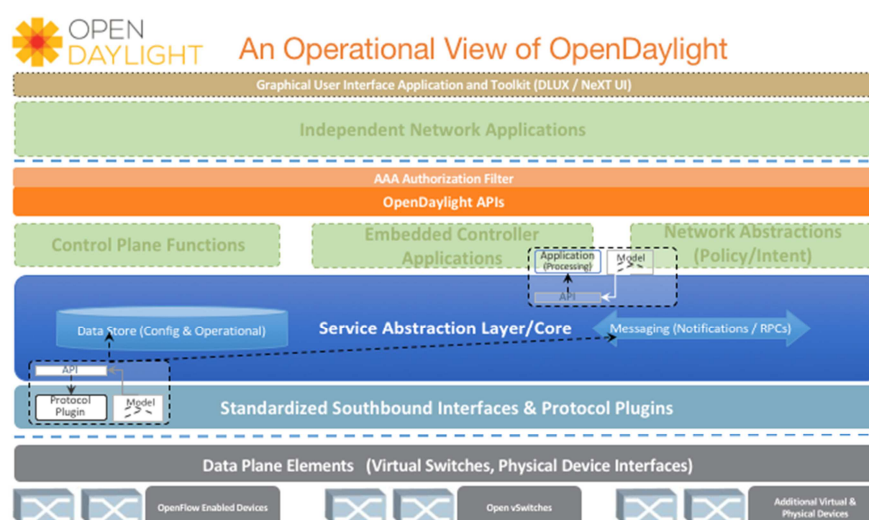 OPEN
DAYLIGHT
An Operational View of OpenDaylight
Graphical User Interface Application and Toolkit (DLUX / NeXT UI)
Independent Network Applications
AAA Authorization Filter
OpenDaylight APIs
Control Plane Functions
Embedded Controller
Applications
Network Abstractions
(Policy/Intent)
Application
(Processing)
Model
API
Data Store (Config & Operational)
Service Abstraction Layer/Core
Messaging (Notifications / RPCs)
API
Protocol
Plugin
Model
Standardized Southbound Interfaces & Protocol Plugins
Data Plane Elements (Virtual Switches, Physical Device Interfaces)
OpenFlow Enabled Devices
Open vSwitches
Additional Virtual &
Physical Devices